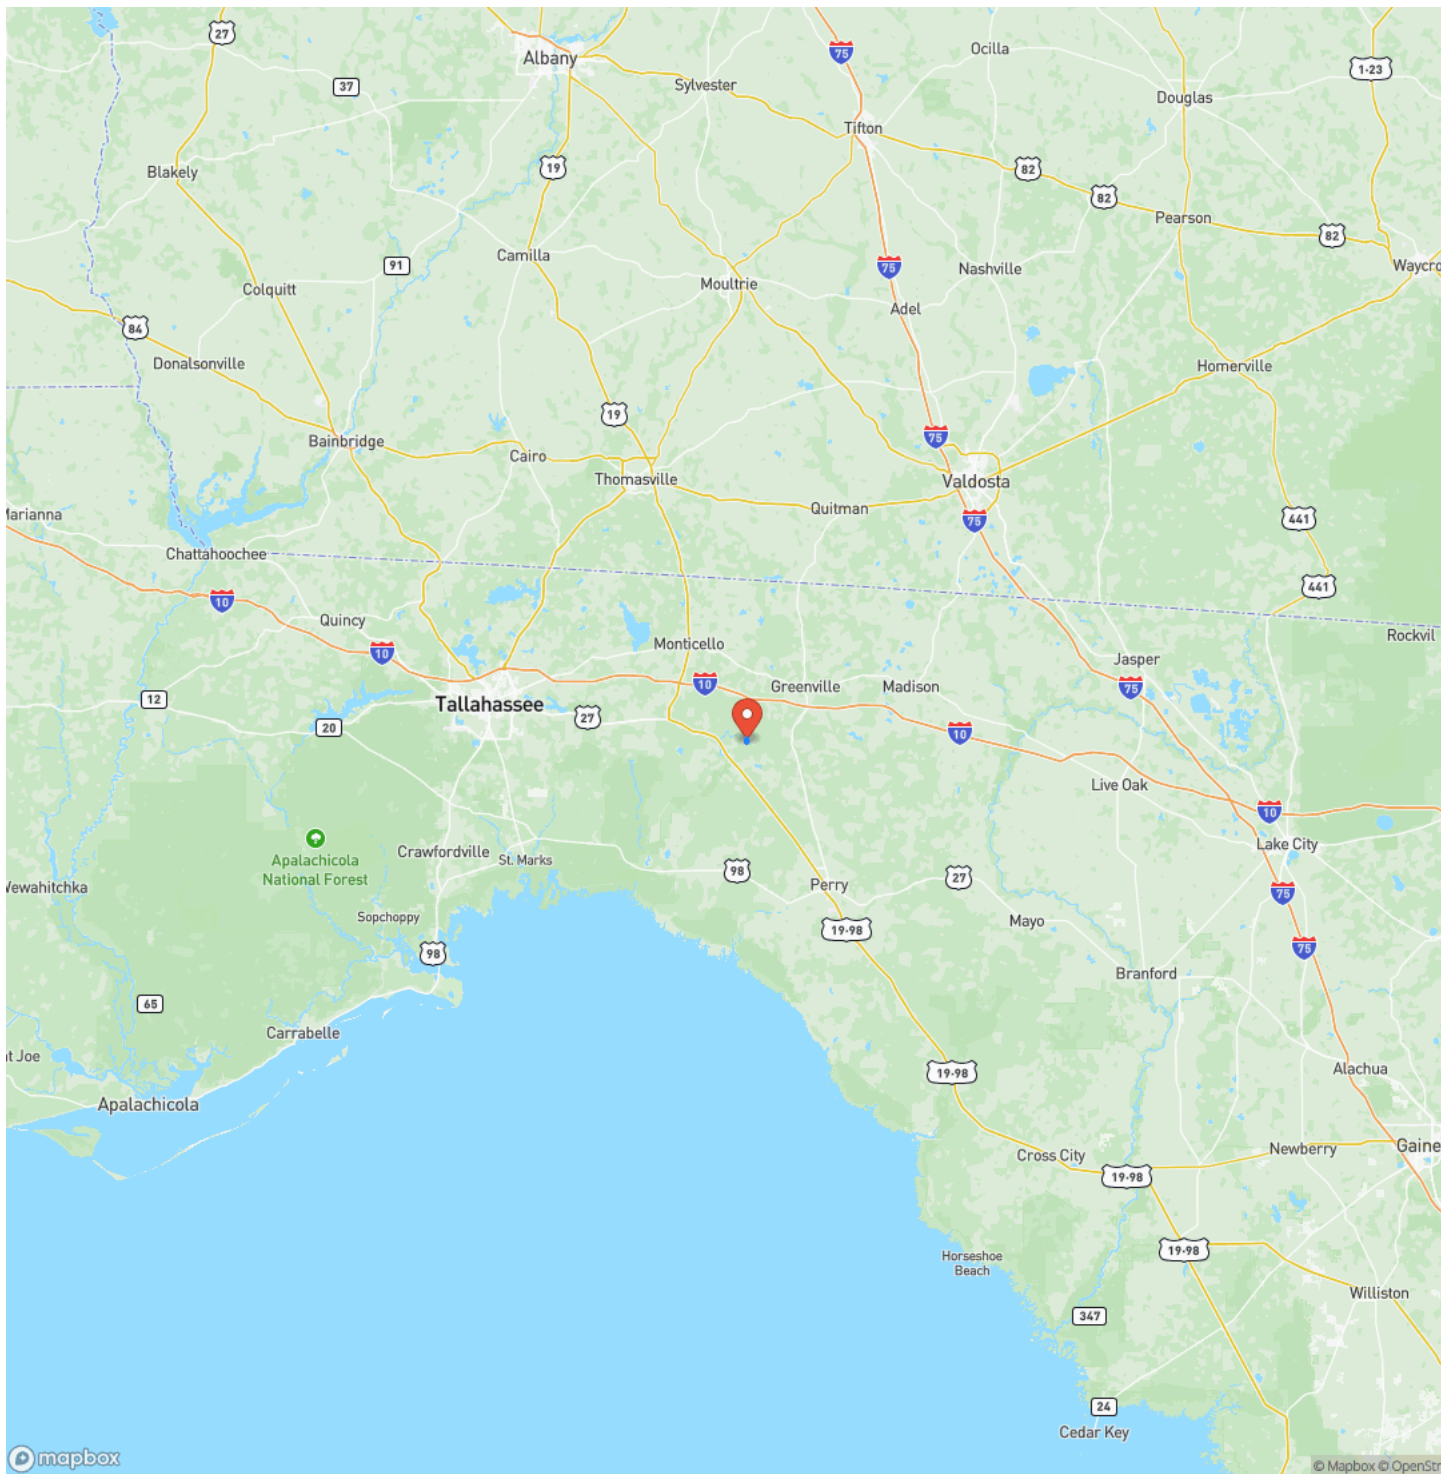 27
Albany
75
Ocilla
1-23
37
Sylvester
Douglas
Tifton
Blakely
19
82
82
Pearson
82
91
Camilla
75
Nashville
Waycro
Colquitt
Moultrie
Adel
84
Donalsonville
Homerville
19
75
Bainbridge
Cairo
Thomasville
Valdosta
Marianna
Quitman
75
441
Chattahoochee
441
10
Quincy
Monticello
Rockvil
10
Jasper
10
Greenville
Madison
75
12
Tallahassee
27
20
10
Live Oak
10
Apalachicola
National Forest
Crawfordville
St. Marks
Lake City
Wewahitchka
98
Perry
27
75
Sopchoppy
Mayo
19-98
98
75
Branford
65
Carrabelle
nt Joe
19-98
Alachua
Apalachicola
Cross City
Newberry
Gaine
19-98
Horseshoe
Beach
19-98
Williston
347
24
Cedar Key
mapbox
© Mapbox © OpenStr